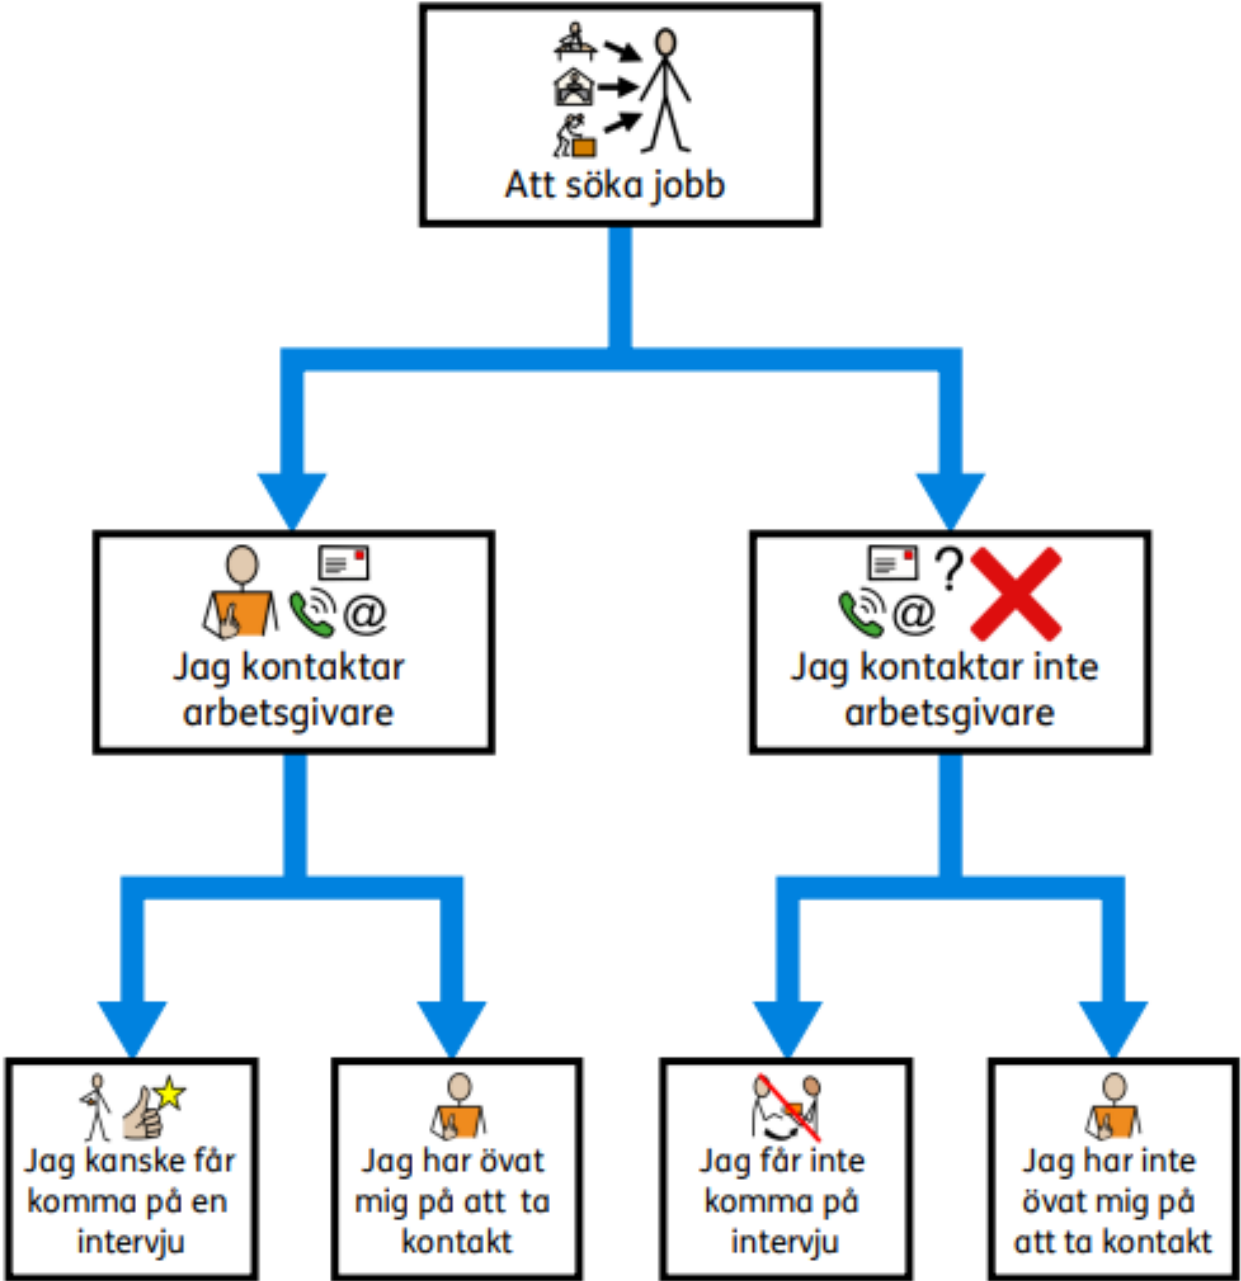 Att söka jobb
?
@
@
Jag kontaktar
arbetsgivare
Jag kontaktar inte
arbetsgivare
Jag kanske får
komma på en
intervju
Jag har övat
mig på att ta
kontakt
Jag får inte
komma på
intervju
Jag har inte
övat mig på
att ta kontakt